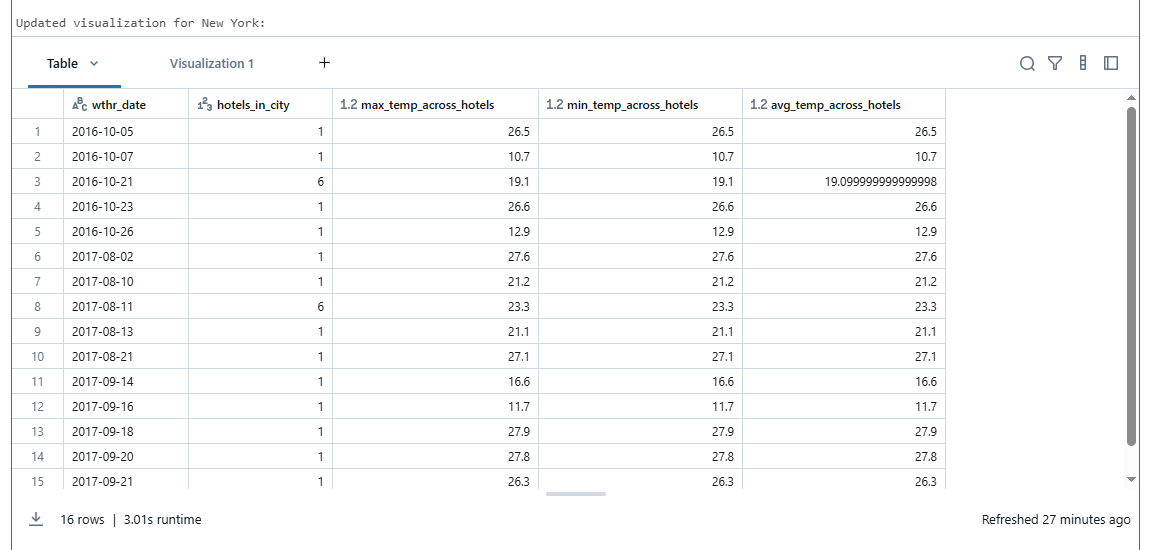 Updated visualization for New York:
Table Visualization 1 +
ABC wthr_date 123 hotels_in_city 1.2 max_temp_across_hotels 1.2 min_temp_across_hotels 1.2 avg_temp_across_hotels
1 2016-10-05 1 26.5 26.5 26.5
2 2016-10-07 1 10.7 10.7 10.7
3 2016-10-21 6 19.1 19.1 19.099999999999998
4 2016-10-23 1 26.6 26.6 26.6
5 2016-10-26 1 12.9 12.9 12.9
6 2017-08-02 1 27.6 27.6 27.6
7 2017-08-10 1 21.2 21.2 21.2
8 2017-08-11 6 23.3 23.3 23.3
9 2017-08-13 1 21.1 21.1 21.1
10 2017-08-21 1 27.1 27.1 27.1
11 2017-09-14 1 16.6 16.6 16.6
12 2017-09-16 1 11.7 11.7 11.7
13 2017-09-18 1 27.9 27.9 27.9
14 2017-09-20 1 27.8 27.8 27.8
15 2017-09-21 1 26.3 26.3 26.3
16 rows | 3.01s runtime Refreshed 27 minutes ago